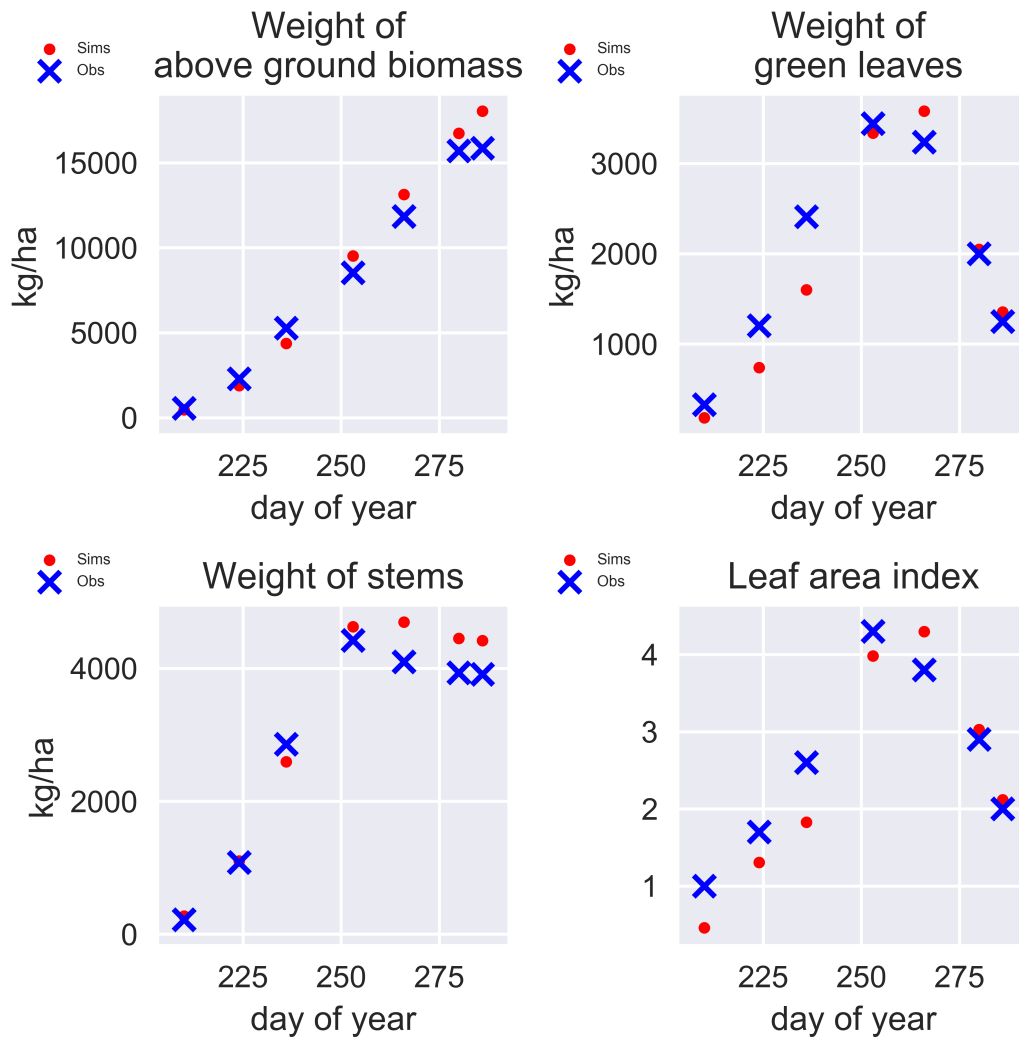 Sims
Obs
Weight of
above ground biomass
kg/ha
15000
10000
5000
0
225 250 275
day of year
Sims
Obs
Weight of
green leaves
kg/ha
3000
2000
1000
225 250 275
day of year
Sims
Obs
Weight of stems
kg/ha
4000
2000
0
225 250 275
day of year
Sims
Obs
Leaf area index
4
3
2
1
225 250 275
day of year